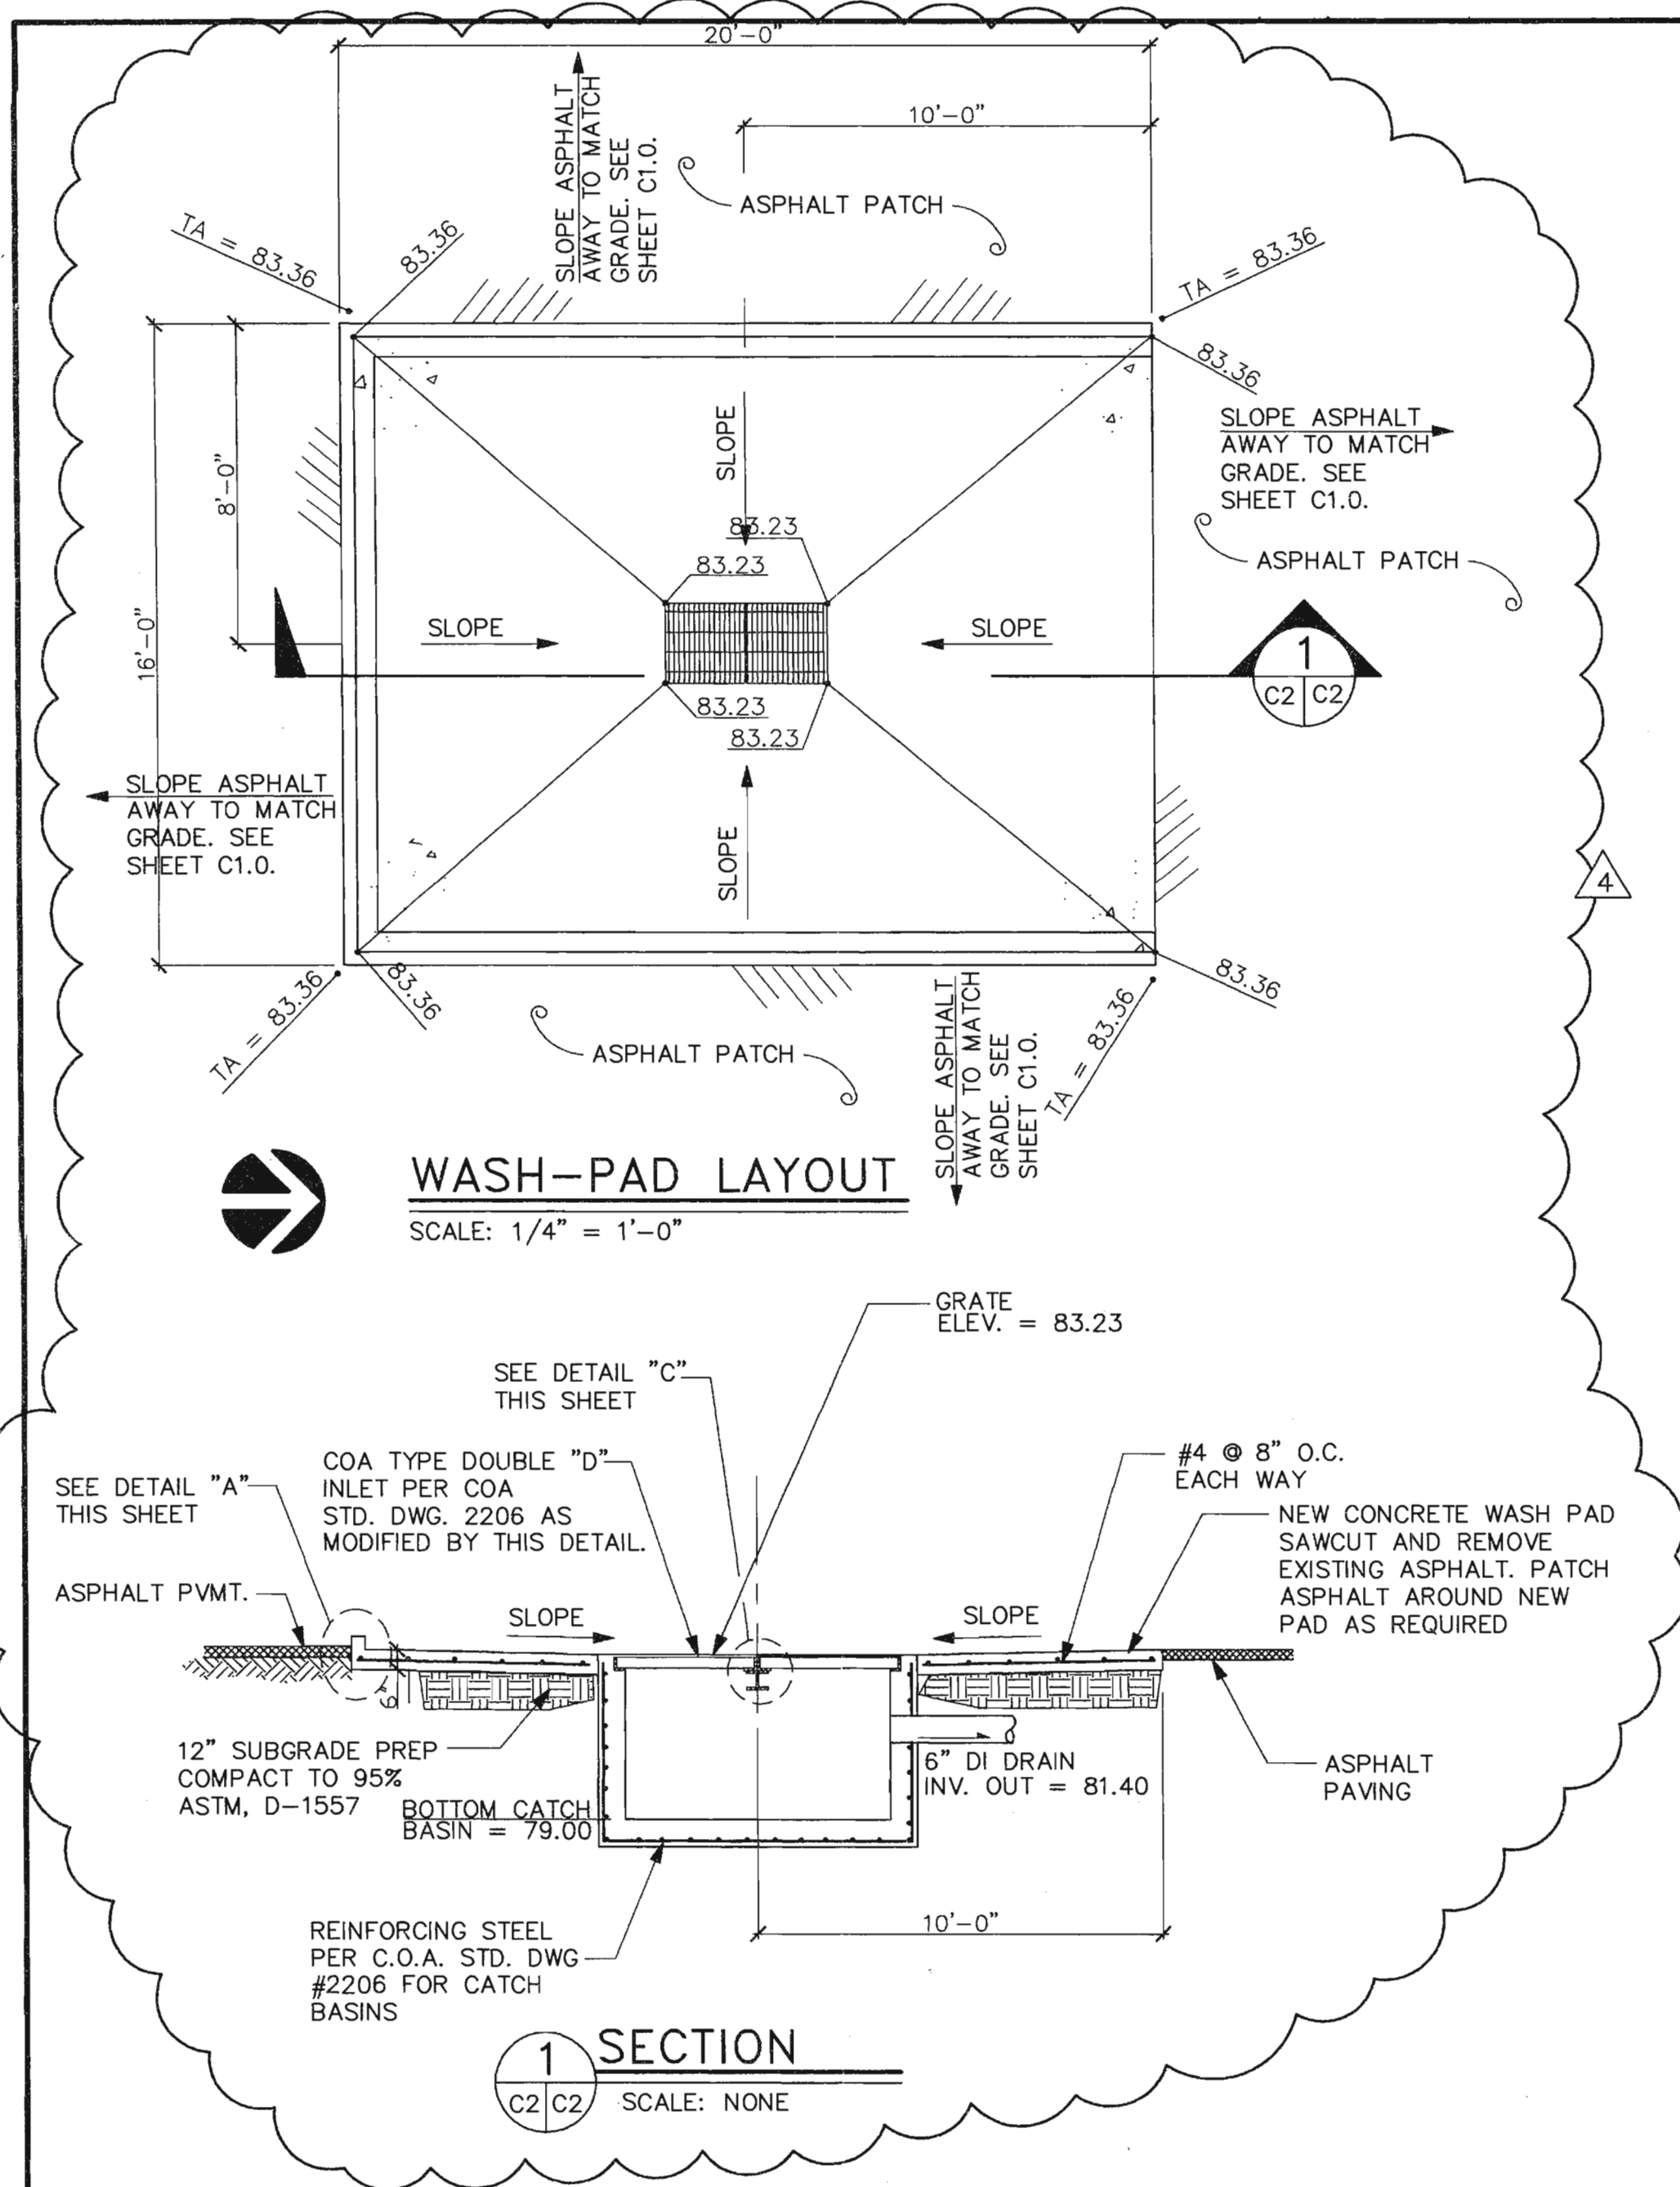 20'-0"
10'-0"
SLOPE ASPHALT
AWAY TO MATCH
GRADE. SEE
SHEET C1.0.
ASPHALT PATCH
TA = 83.36
83.36
TA = 83.36
83.36
SLOPE ASPHALT
AWAY TO MATCH
GRADE. SEE
SHEET C1.0.
ASPHALT PATCH
8'-0"
16'-0"
SLOPE
83.23
83.23
SLOPE
SLOPE
1
C2 C2
83.23
83.23
SLOPE
SLOPE ASPHALT
AWAY TO MATCH
GRADE. SEE
SHEET C1.0.
4
TA = 83.36
83.36
83.36
TA = 83.36
ASPHALT PATCH
SLOPE ASPHALT
AWAY TO MATCH
GRADE. SEE
SHEET C1.0.
WASH-PAD LAYOUT
SCALE: 1/4" = 1'-0"
GRATE
ELEV. = 83.23
SEE DETAIL "C"
THIS SHEET
COA TYPE DOUBLE "D"
INLET PER COA
STD. DWG. 2206 AS
MODIFIED BY THIS DETAIL.
SEE DETAIL "A"
THIS SHEET
#4 @ 8" O.C.
EACH WAY
NEW CONCRETE WASH PAD
SAWCUT AND REMOVE
EXISTING ASPHALT. PATCH
ASPHALT AROUND NEW
PAD AS REQUIRED
ASPHALT PVMT.
SLOPE
SLOPE
6"
12" SUBGRADE PREP
COMPACT TO 95%
ASTM, D-1557
BOTTOM CATCH
BASIN = 79.00
6" DI DRAIN
INV. OUT = 81.40
ASPHALT
PAVING
10'-0"
REINFORCING STEEL
PER C.O.A. STD. DWG
#2206 FOR CATCH
BASINS
1
C2 C2
SECTION
SCALE: NONE